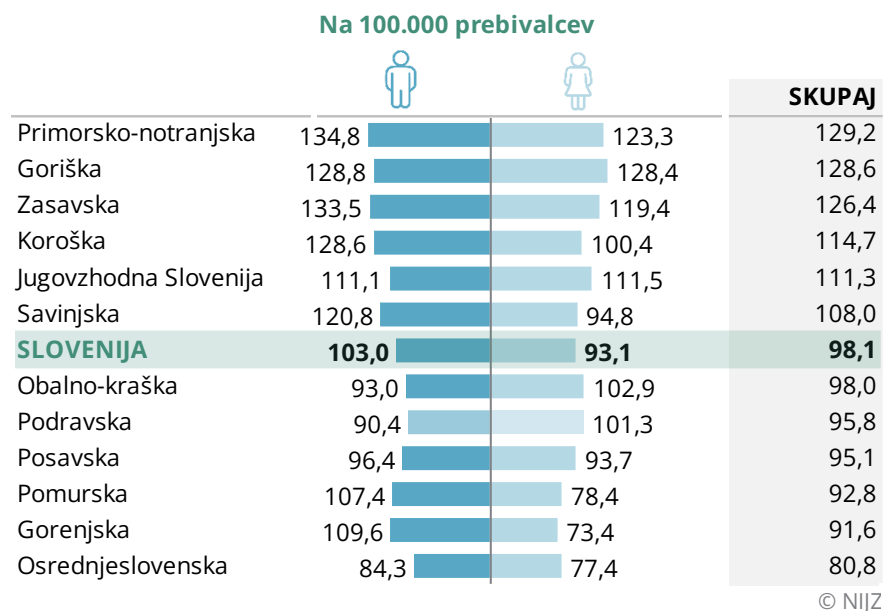 Na 100.000 prebivalcev
SKUPAJ
Primorsko-notranjska 134,8 123,3 129,2
Goriška 128,8 128,4 128,6
Zasavska 133,5 119,4 126,4
Koroška 128,6 100,4 114,7
Jugovzhodna Slovenija 111,1 111,5 111,3
Savinjska 120,8 94,8 108,0
SLOVENIJA 103,0 93,1 98,1
Obalno-kraška 93,0 102,9 98,0
Podravska 90,4 101,3 95,8
Posavska 96,4 93,7 95,1
Pomurska 107,4 78,4 92,8
Gorenjska 109,6 73,4 91,6
Osrednjeslovenska 84,3 77,4 80,8
© NIJZ